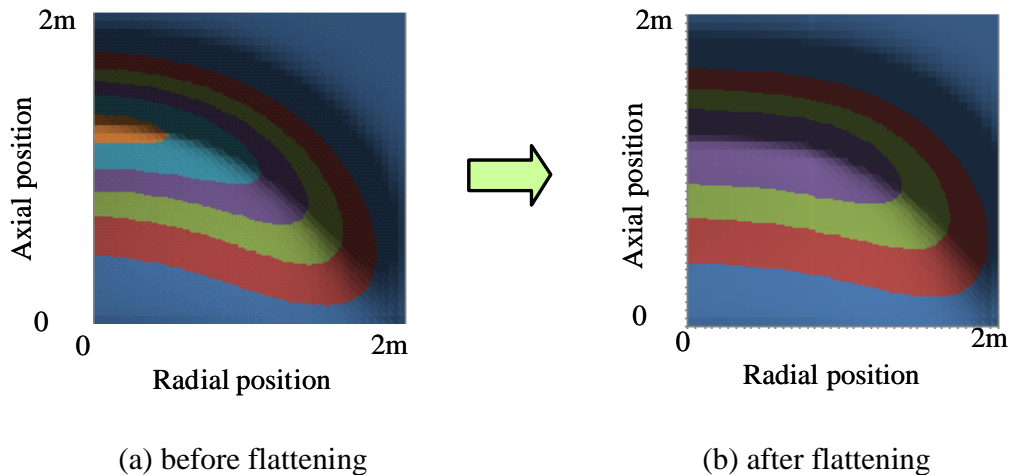 2m
Axial position
0
0
2m
Radial position
(a) before flattening
2m
Axial position
0
0
2m
Radial position
(b) after flattening